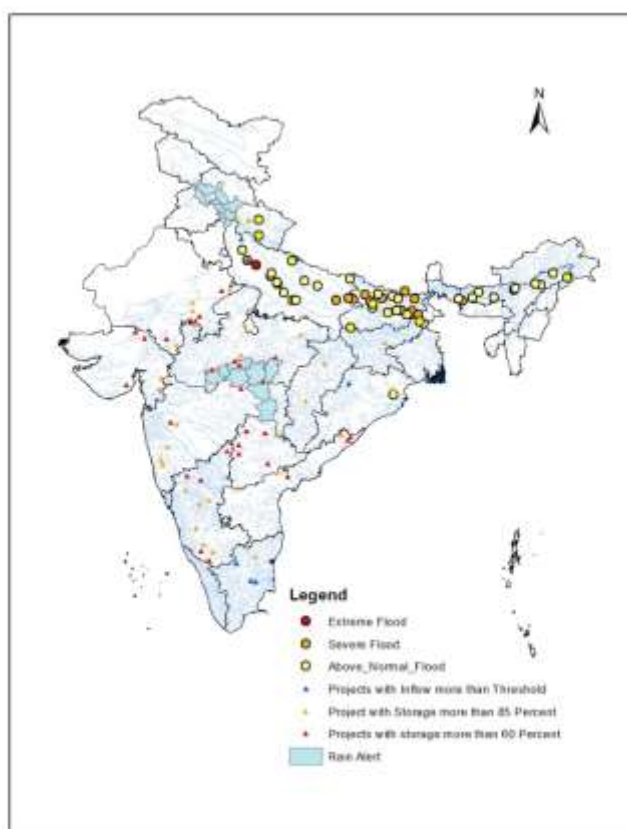 N
Legend
Extreme Flood
Severe Flood
Above_Normal_Flood
Projects with Inflow more than Threshold
Project with Storage more than 85 Percent
Projects with storage more than 60 Percent
Rain Alert